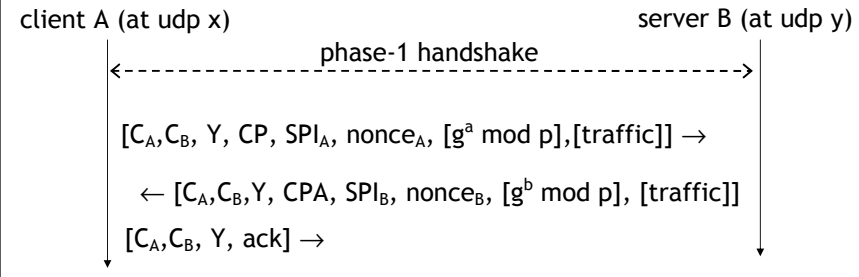 client A (at udp x) server B (at udp y)
phase-1 handshake
[C_A,C_B, Y, CP, SPI_A, nonce_A, [g^a mod p],[traffic]] →
← [C_A,C_B,Y, CPA, SPI_B, nonce_B, [g^b mod p], [traffic]]
[C_A,C_B, Y, ack] →